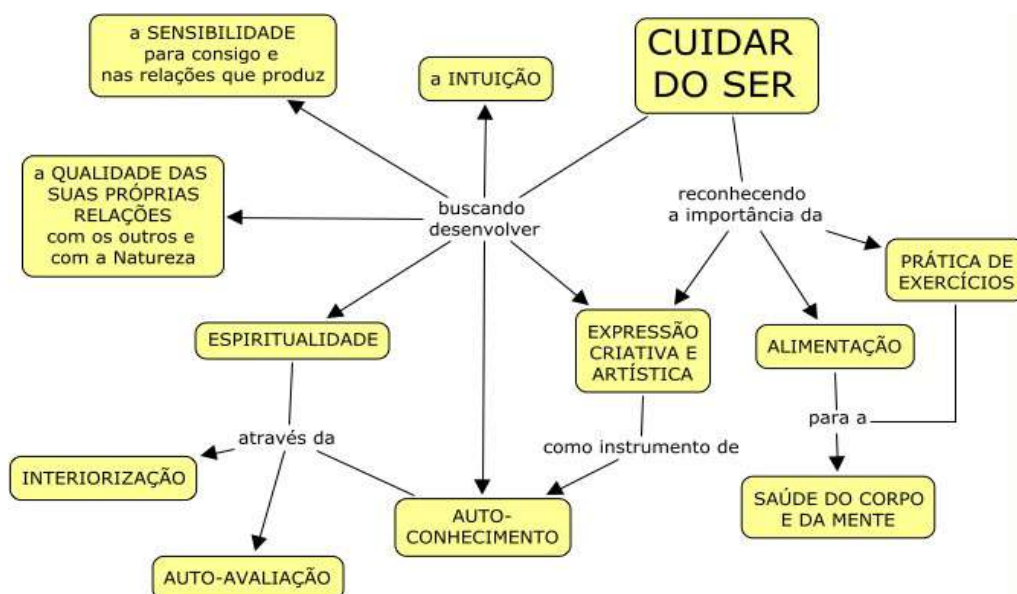 a SENSIBILIDADE
para consigo e
nas relações que produz
a INTUIÇÃO
CUIDAR
DO SER
a QUALIDADE DAS
SUAS PRÓPRIAS
RELAÇÕES
com os outros e
com a Natureza
buscando
desenvolver
reconhecendo
a importância da
PRÁTICA DE
EXERCÍCIOS
ESPIRITUALIDADE
EXPRESSÃO
CRIATIVA E
ARTÍSTICA
ALIMENTAÇÃO
através da
como instrumento de
para a
INTERIORIZAÇÃO
AUTO-
CONHECIMENTO
SAÚDE DO CORPO
E DA MENTE
AUTO-AVALIAÇÃO